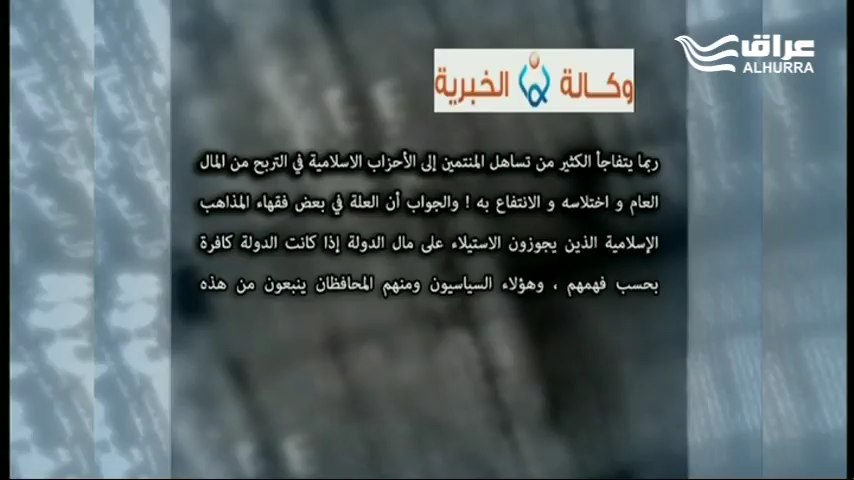 عراق
ALHURRA
وكالة الخبرية
ربما يتفاجأ الكثير من تساهل المنتمين إلى الأحزاب الاسلامية في التربح من المال
العام و اختلاسه و الانتفاع به ! والجواب أن العلة في بعض فقهاء المذاهب
الإسلامية الذين يجوزون الاستيلاء على مال الدولة إذا كانت الدولة كافرة
بحسب فهمهم ، وهؤلاء السياسيون ومنهم المحافظان ينبعون من هذه